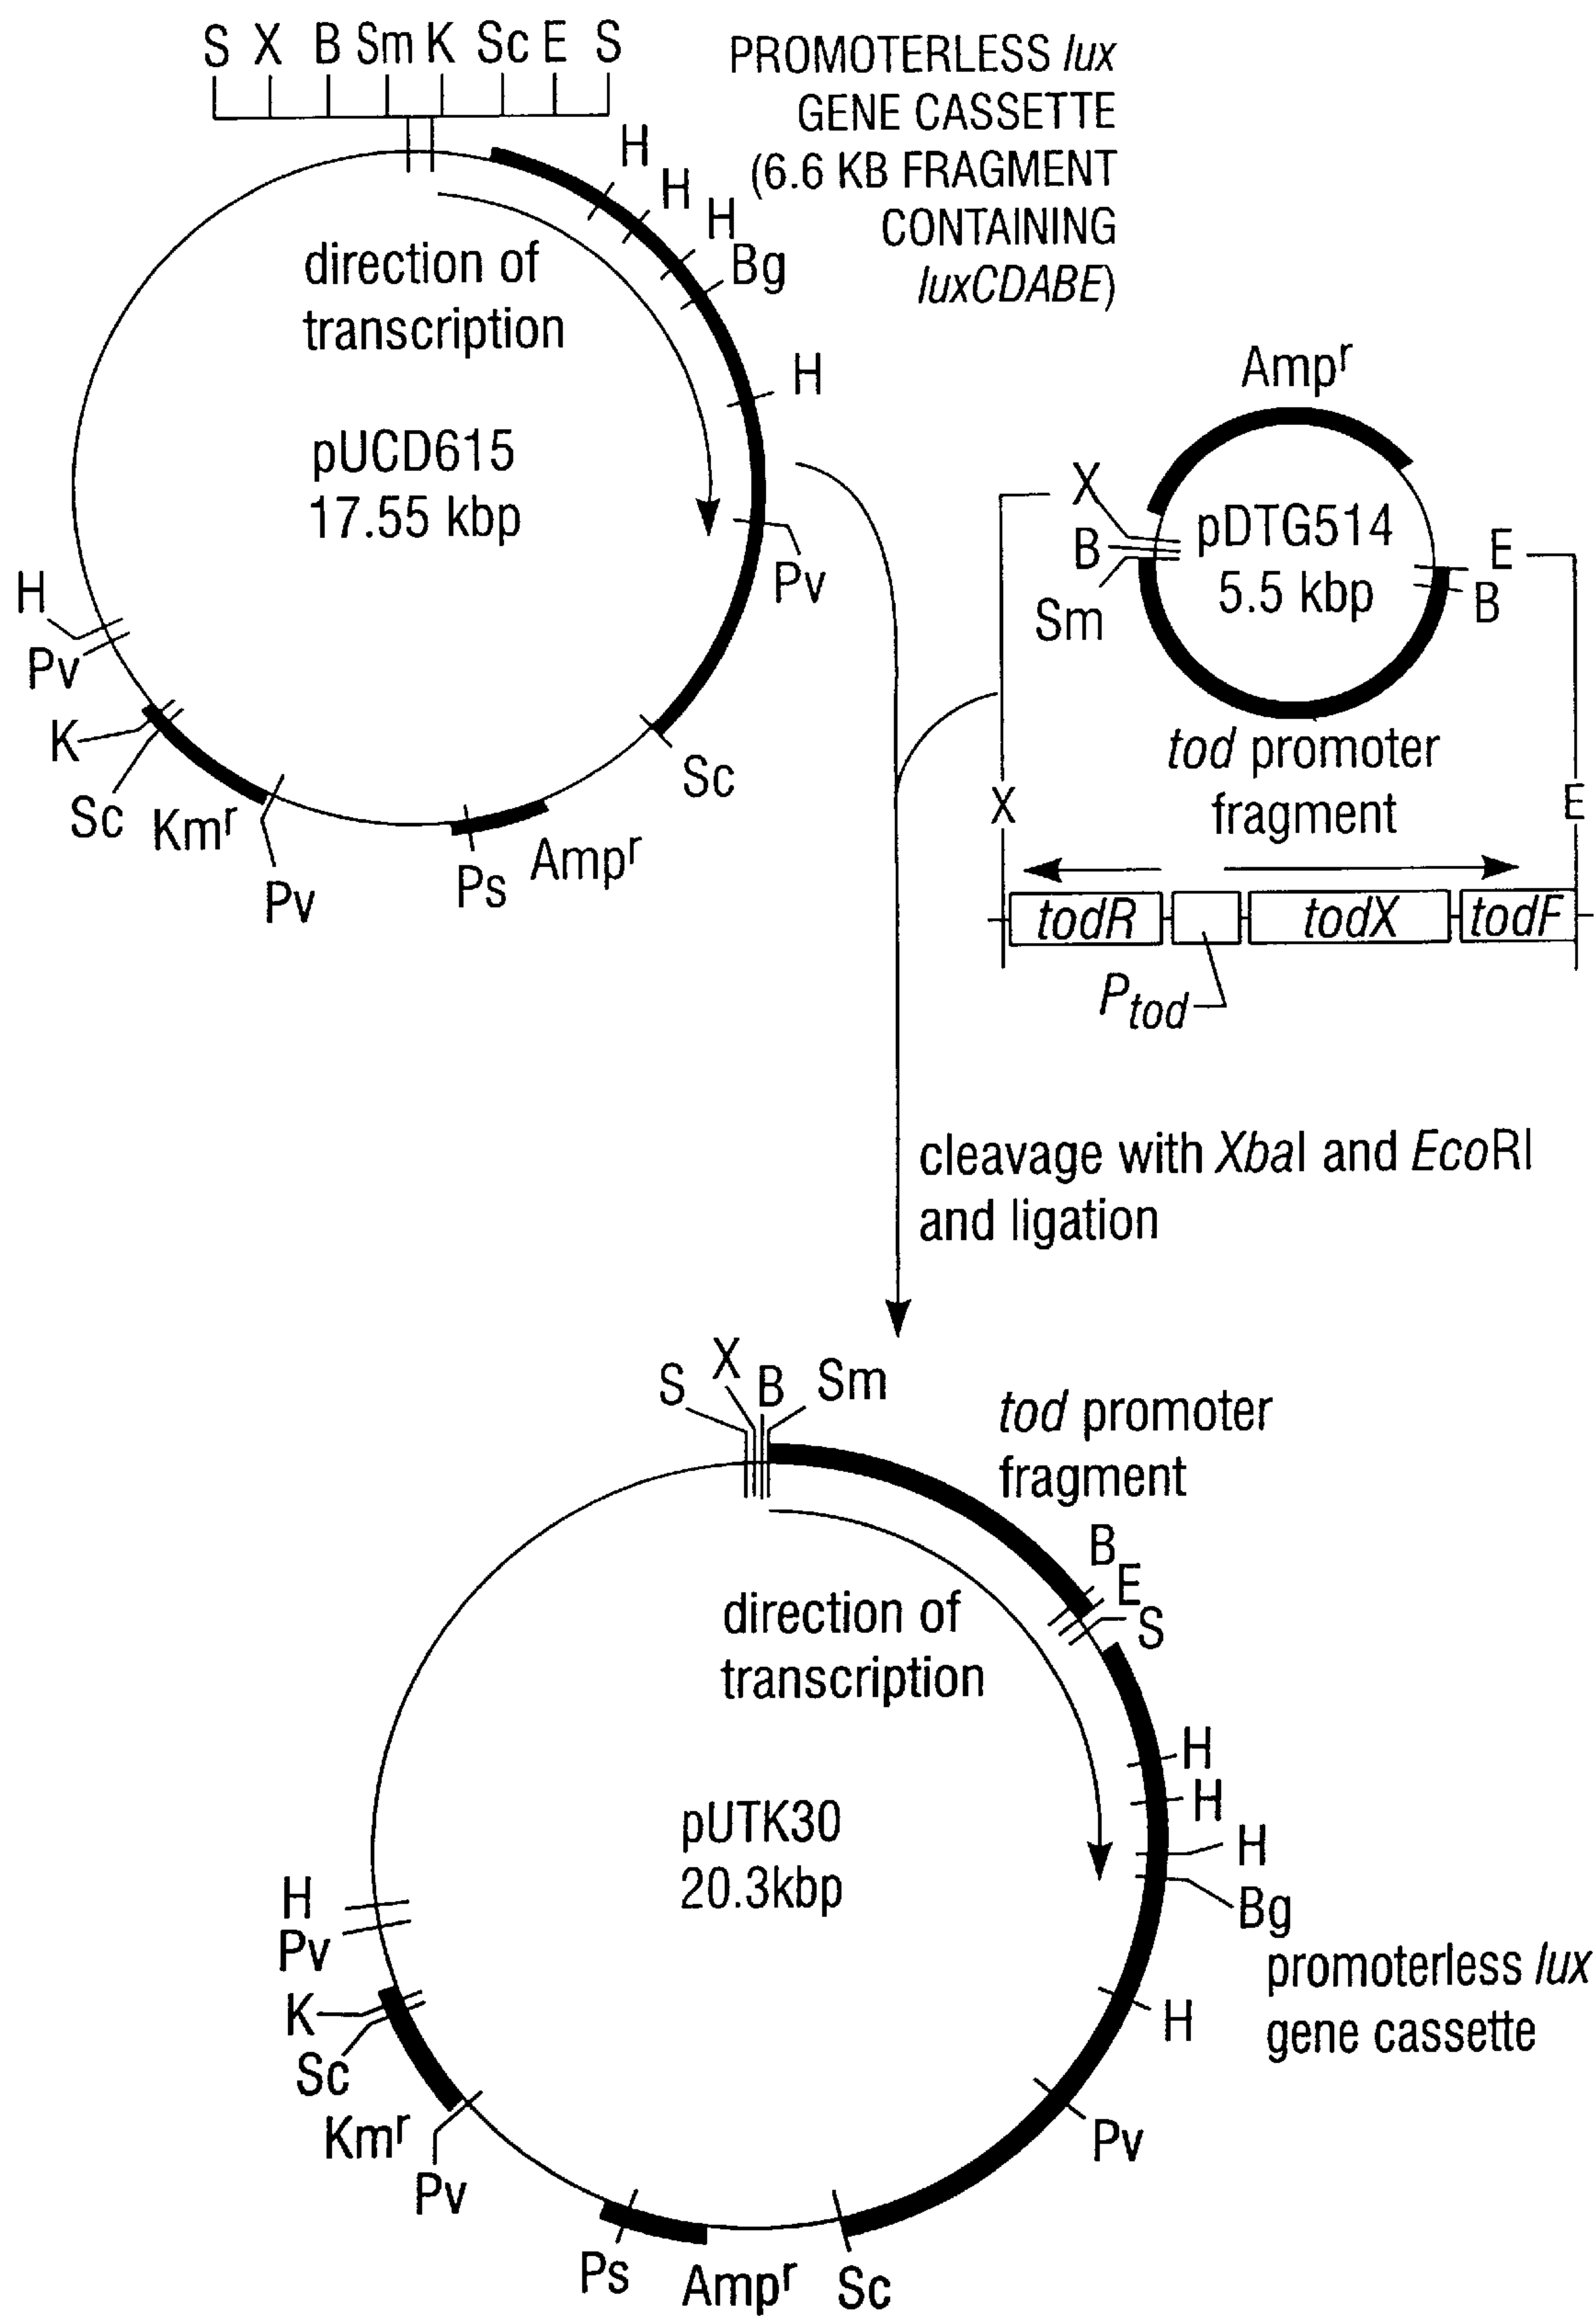 S X B Sm K Sc E S
PROMOTERLESS lux
GENE CASSETTE
(6.6 KB FRAGMENT
CONTAINING
luxCDABE)
H
H
H
Bg
H
direction of
transcription
pUCD615
17.55 kbp
Pv
H
Pv
K
Sc
Kmr
Pv
Ps
Ampr
Sc
Ampr
X
B
Sm
pDTG514
5.5 kbp
E
B
tod promoter
fragment
X
E
todR
todX
todF
Ptod
cleavage with XbaI and EcoRI
and ligation
S X B Sm
tod promoter
fragment
B
E
S
direction of
transcription
H
H
H
Bg
pUTK30
20.3kbp
promoterless lux
gene cassette
H
H
Pv
K
Sc
Kmr
Pv
Pv
Ps
Ampr
Sc